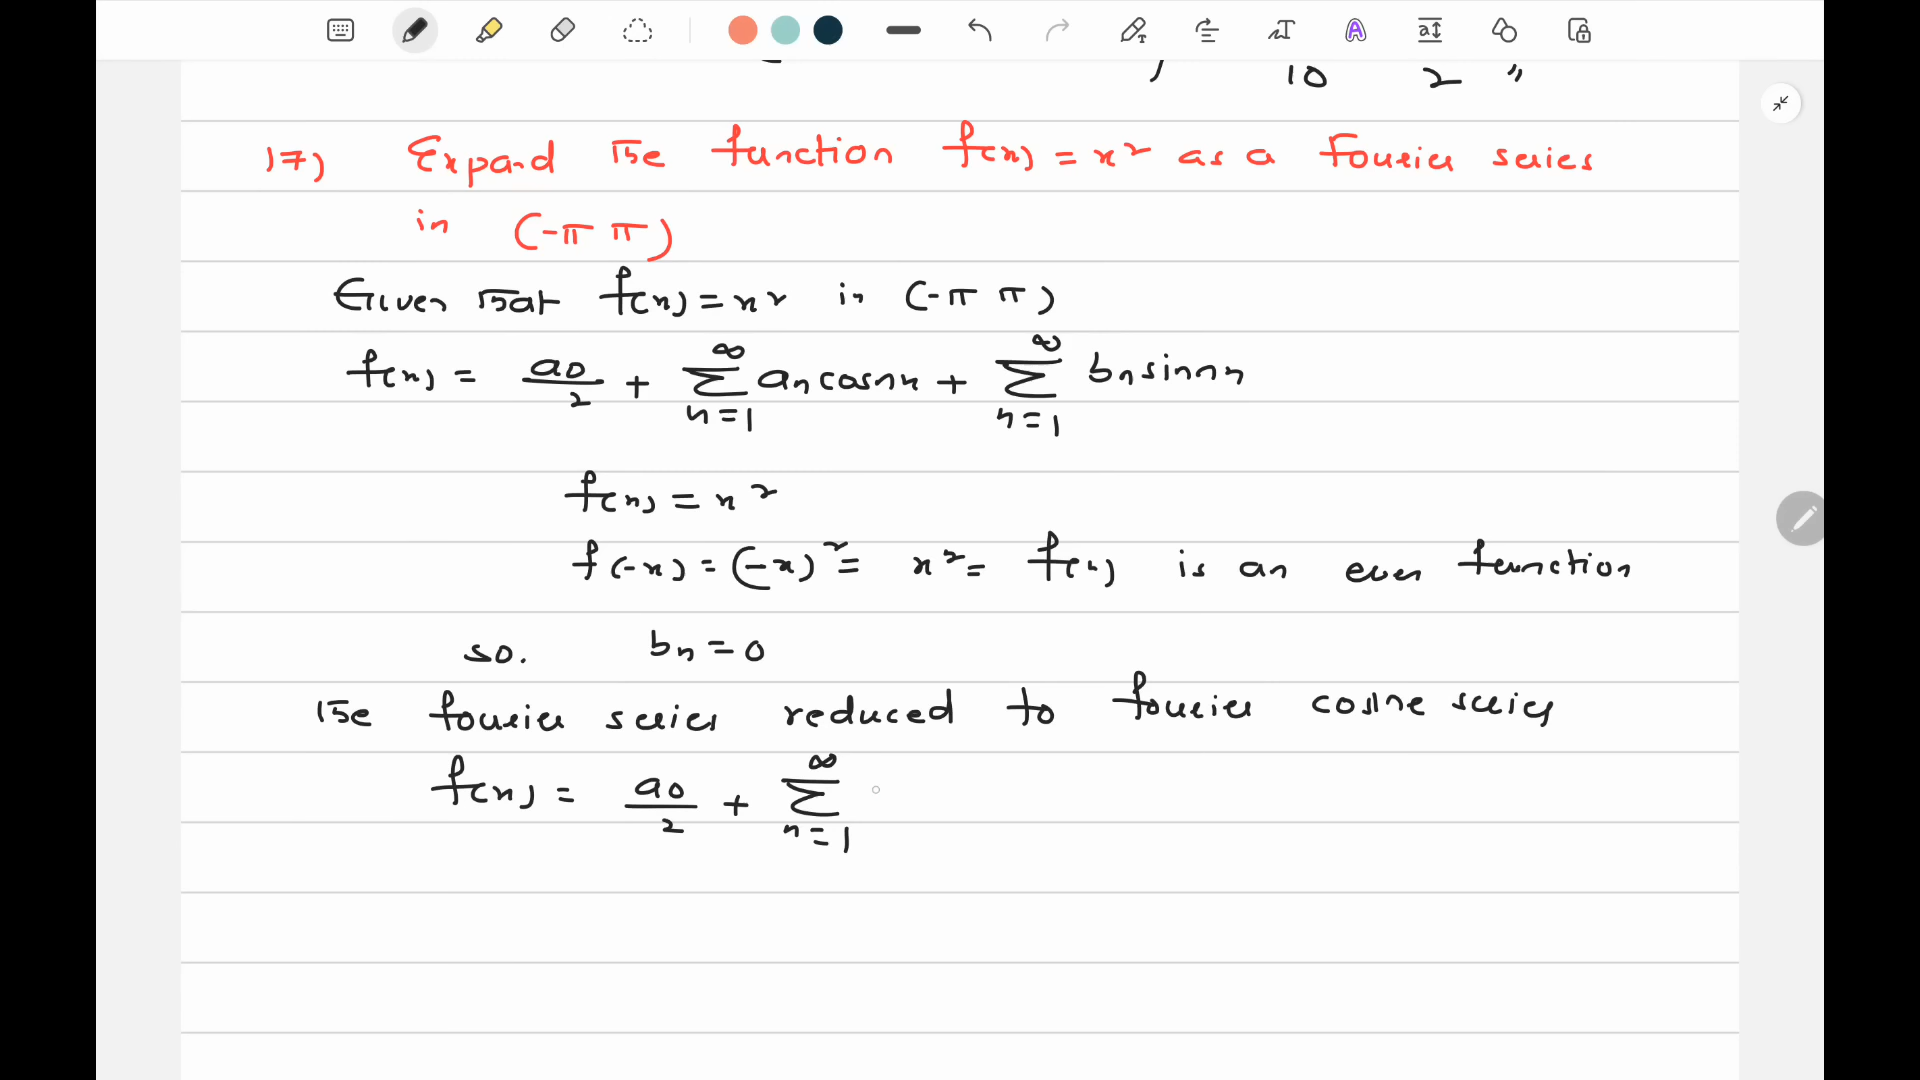 10 2 "
17) Expand the function f(x) = x² as a Fourier series
in (-π π)
Given that f(x) = x² in (-π π)
f(x) = a0/2 + ∞ Σ n=1 an cosnx + ∞ Σ n=1 bn sinnx
f(x) = x²
f(-x) = (-x)² = x² = f(x) is an even function
so. bn = 0
The fourier series reduced to fourier cosine series
f(x) = a0/2 + ∞ Σ n=1